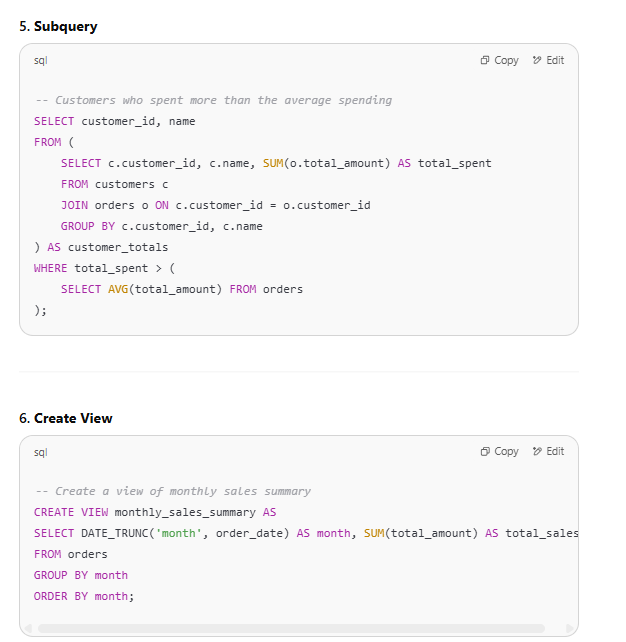 5. Subquery
sql
Copy
Edit
-- Customers who spent more than the average spending
SELECT customer_id, name
FROM (
    SELECT c.customer_id, c.name, SUM(o.total_amount) AS total_spent
    FROM customers c
    JOIN orders o ON c.customer_id = o.customer_id
    GROUP BY c.customer_id, c.name
) AS customer_totals
WHERE total_spent > (
    SELECT AVG(total_amount) FROM orders
);
6. Create View
sql
Copy
Edit
-- Create a view of monthly sales summary
CREATE VIEW monthly_sales_summary AS
SELECT DATE_TRUNC('month', order_date) AS month, SUM(total_amount) AS total_sales
FROM orders
GROUP BY month
ORDER BY month;